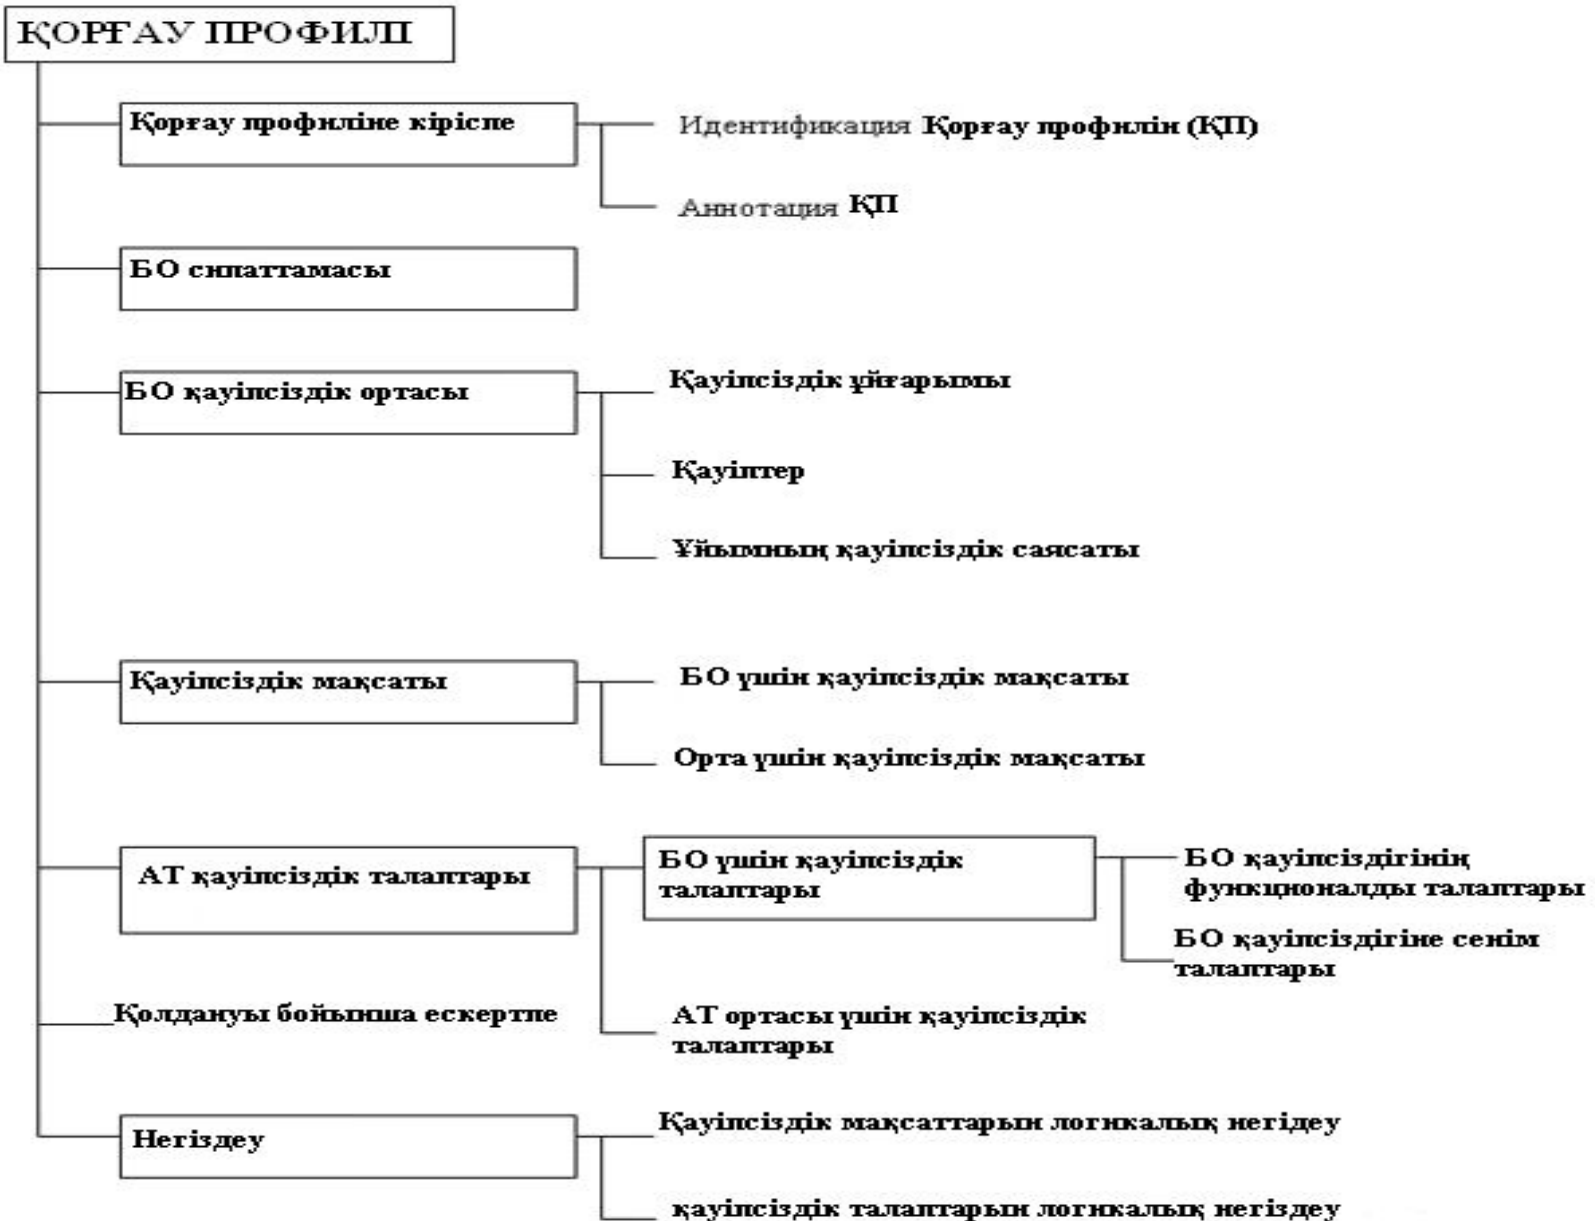 ҚОРҒАУ ПРОФИЛІ
Қорғау профиліне кіріспе
Идентификация Қорғау профилін (ҚП)
Аннотация ҚП
БО сипаттамасы
БО қауіпсіздік ортасы
Қауіпсіздік ұйғарымы
Қауіптер
Ұйымның қауіпсіздік саясаты
Қауіпсіздік мақсаты
БО үшін қауіпсіздік мақсаты
Орта үшін қауіпсіздік мақсаты
АТ қауіпсіздік талаптары
БО үшін қауіпсіздік
талаптары
БО қауіпсіздігінің
функционалды талаптары
БО қауіпсіздігіне сенім
талаптары
Қолдануы бойынша ескертпе
АТ ортасы үшін қауіпсіздік
талаптары
Негіздеу
Қауіпсіздік мақсаттарын логикалық негідеу
қауіпсіздік талаптарын логикалық негіздеу